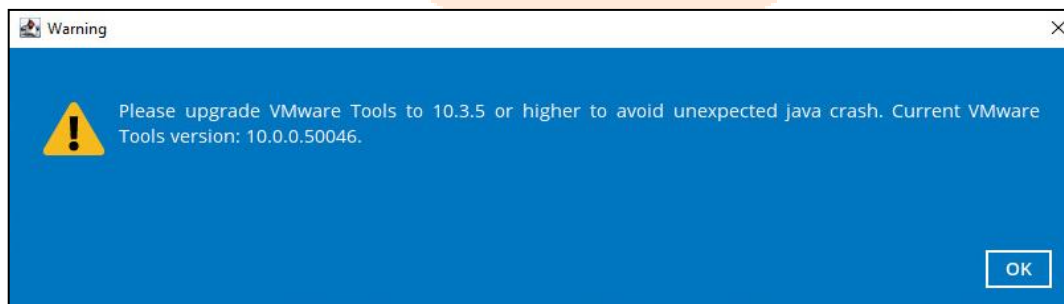 Warning
Please upgrade VMware Tools to 10.3.5 or higher to avoid unexpected java crash. Current VMware
Tools version: 10.0.0.50046.
OK